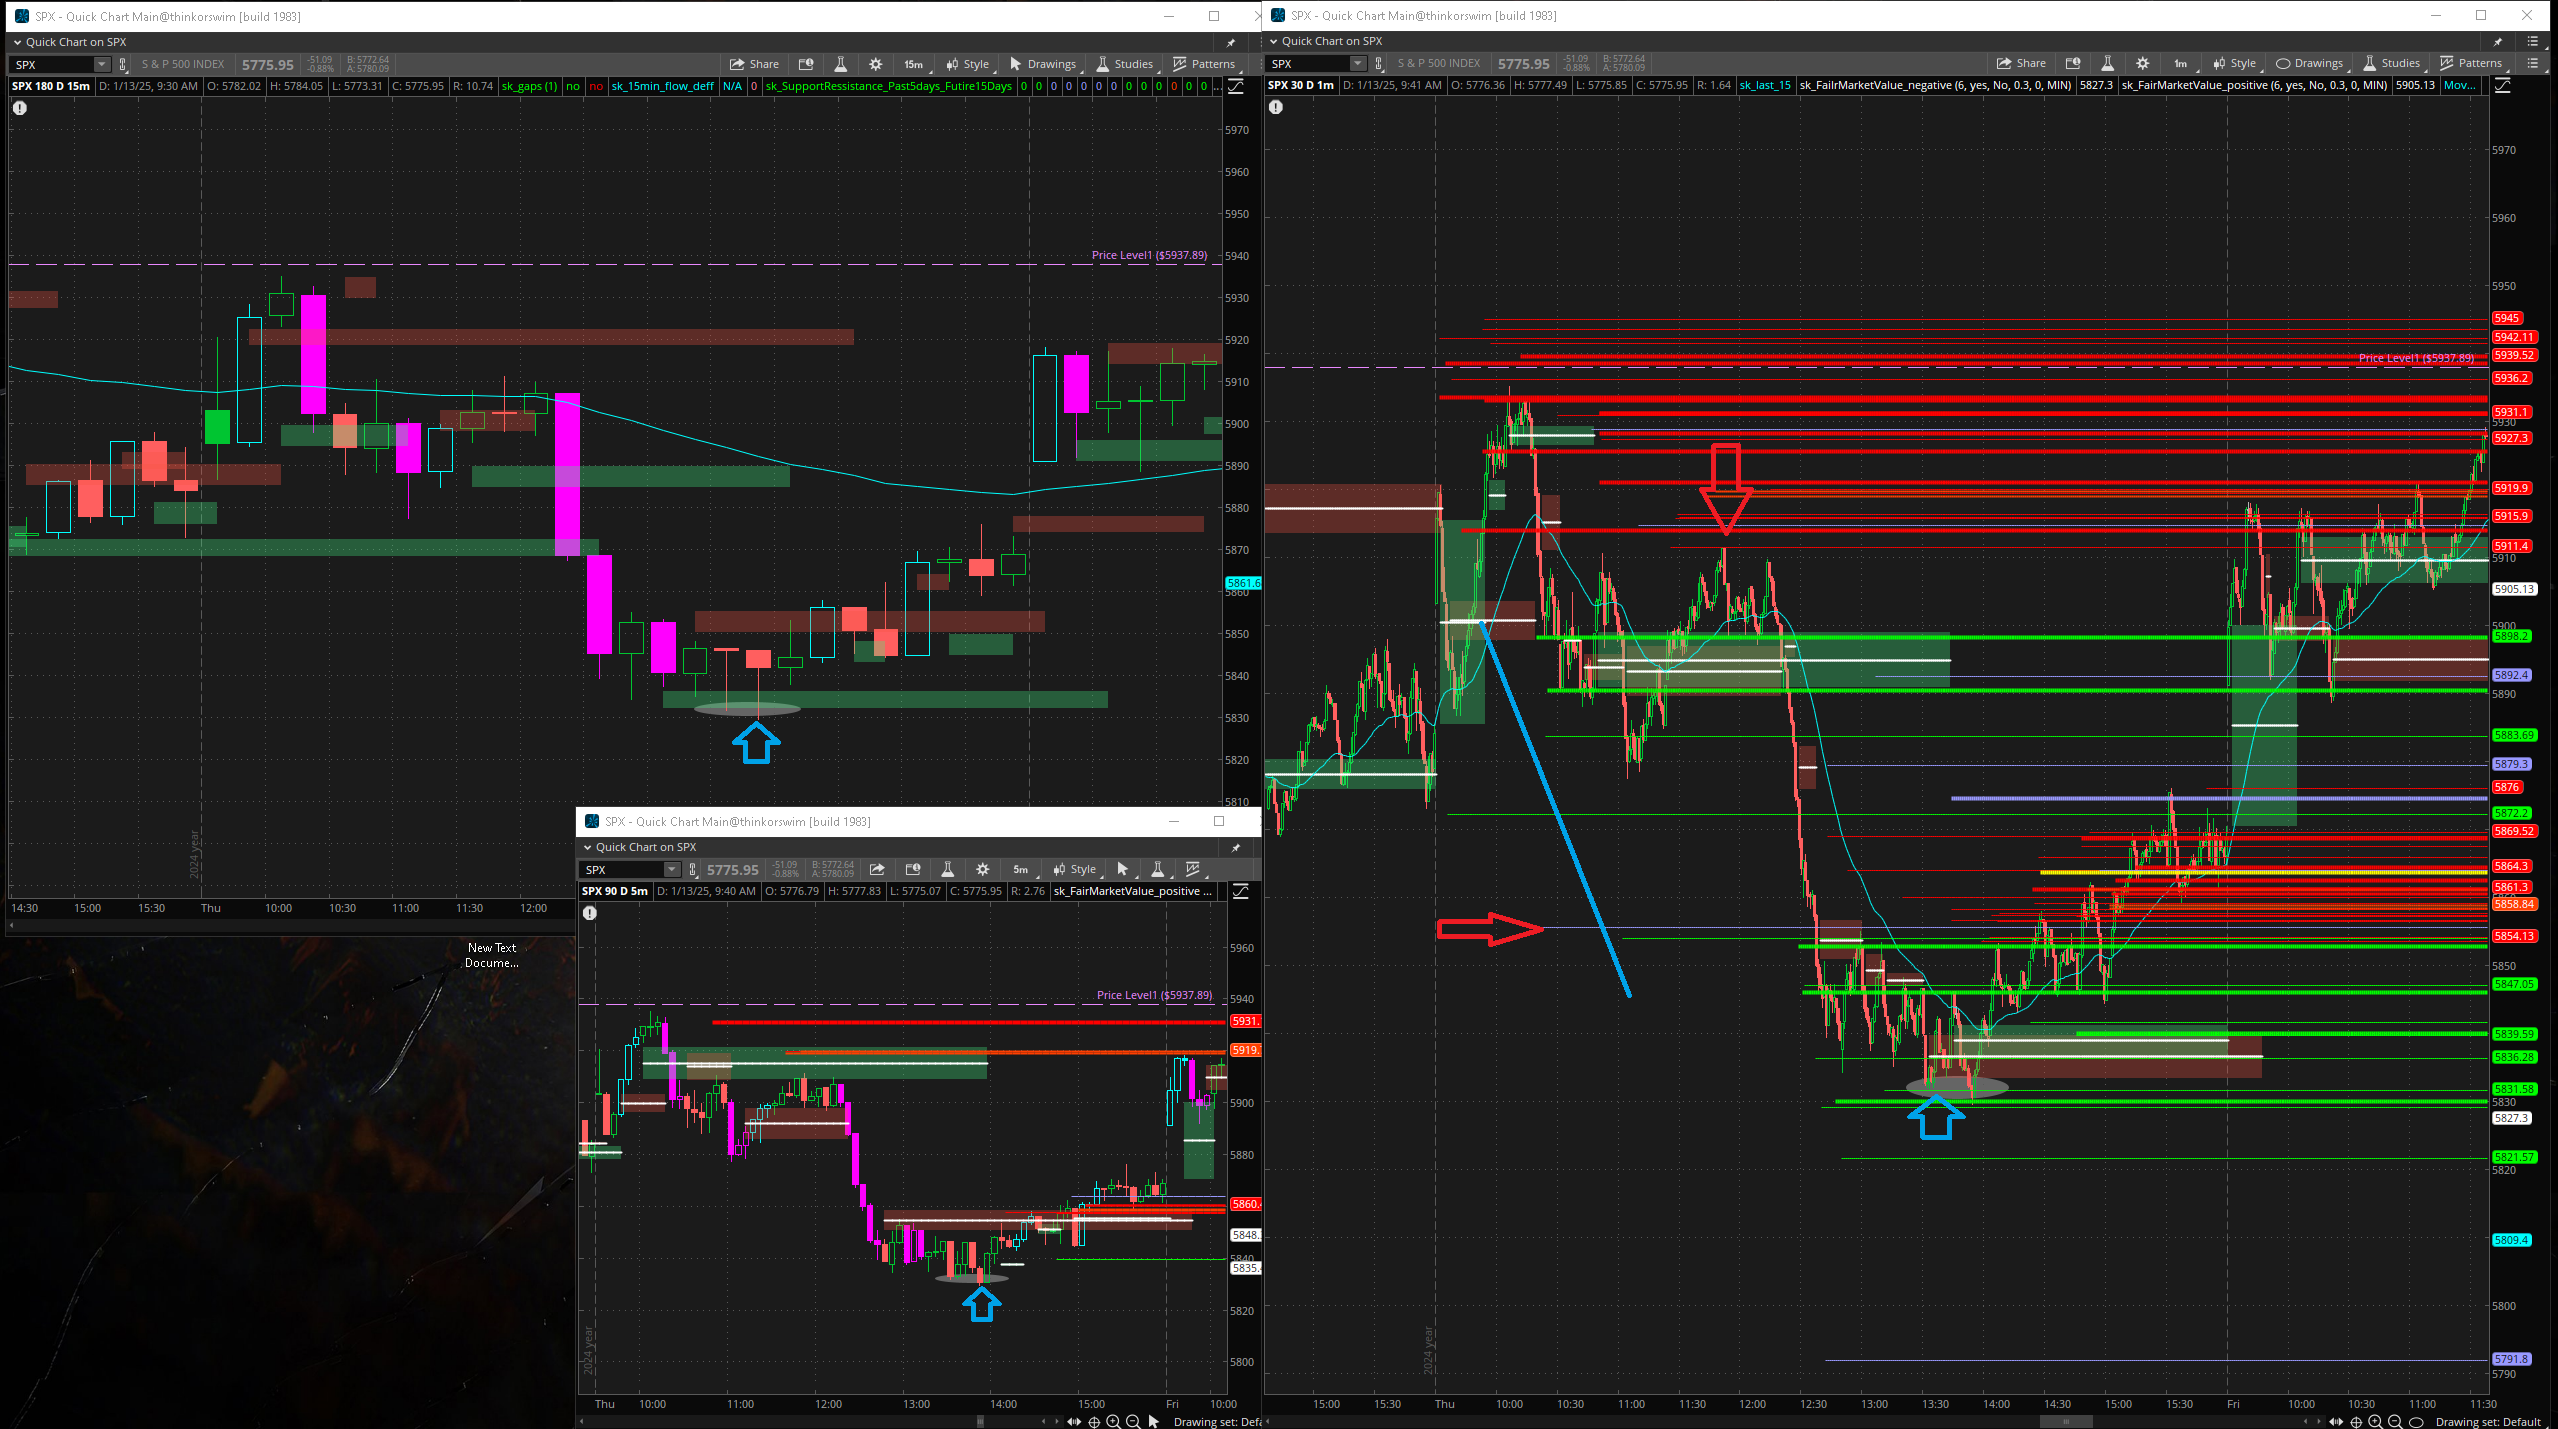 SPX - Quick Chart Main@thinkorswim [build 1983]
Quick Chart on SPX
SPX S & P 500 INDEX 5775.95 -51.09 -0.88% B: 5772.64 A: 5780.09 Share 15m Style Drawings Studies Patterns
SPX 180 D 15m D: 1/13/25, 9:30 AM O: 5782.02 H: 5784.05 L: 5773.31 C: 5775.95 R: 10.74 sk_gaps (1) no no sk_15min_flow_deff N/A 0 sk_SupportRessistance_Past5days_Futire15Days 0 0 0 0 0 0 0 0 0 0 0 0 0 ...
5970
5960
5950
Price Level1 ($5937.89)
5940
5930
5920
5910
5900
5890
5880
5870
5861.6
5860
5850
5840
5830
5820
5810
2024 year
14:30 15:00 15:30 Thu 10:00 10:30 11:00 11:30 12:00
New Text
Docume...
SPX - Quick Chart Main@thinkorswim [build 1983]
Quick Chart on SPX
SPX 5775.95 -51.09 -0.88% B: 5772.64 A: 5780.09 5m Style
SPX 90 D 5m D: 1/13/25, 9:40 AM O: 5776.79 H: 5777.83 L: 5775.07 C: 5775.95 R: 2.76 sk_FairMarketValue_positive ...
5960
Price Level1 ($5937.89)
5940
5931.
5919.
5900
5880
5860.
5848.
5840
5835.
5820
5800
2024 year
Thu 10:00 11:00 12:00 13:00 14:00 15:00 Fri 10:00
Drawing set: Defa
SPX - Quick Chart Main@thinkorswim [build 1983]
Quick Chart on SPX
SPX S & P 500 INDEX 5775.95 -51.09 -0.88% B: 5772.64 A: 5780.09 Share 1m Style Drawings Studies Patterns
SPX 30 D 1m D: 1/13/25, 9:41 AM O: 5776.36 H: 5777.49 L: 5775.85 C: 5775.95 R: 1.64 sk_last_15 sk_FailrMarketValue_negative (6, yes, No, 0.3, 0, MIN) 5827.3 sk_FairMarketValue_positive (6, yes, No, 0.3, 0, MIN) 5905.13 Mov...
5970
5960
5950
5945
5942.11
5939.52
Price Level1 ($5937.89)
5936.2
5931.1
5930
5927.3
5919.9
5915.9
5911.4
5910
5905.13
5900
5898.2
5892.4
5890
5883.69
5879.3
5876
5872.2
5869.52
5864.3
5861.3
5858.84
5854.13
5850
5847.05
5839.59
5836.28
5831.58
5830
5827.3
5821.57
5820
5809.4
5800
5791.8
5790
2024 year
15:00 15:30 Thu 10:00 10:30 11:00 11:30 12:00 12:30 13:00 13:30 14:00 14:30 15:00 15:30 Fri 10:00 10:30 11:00 11:30
Drawing set: Default